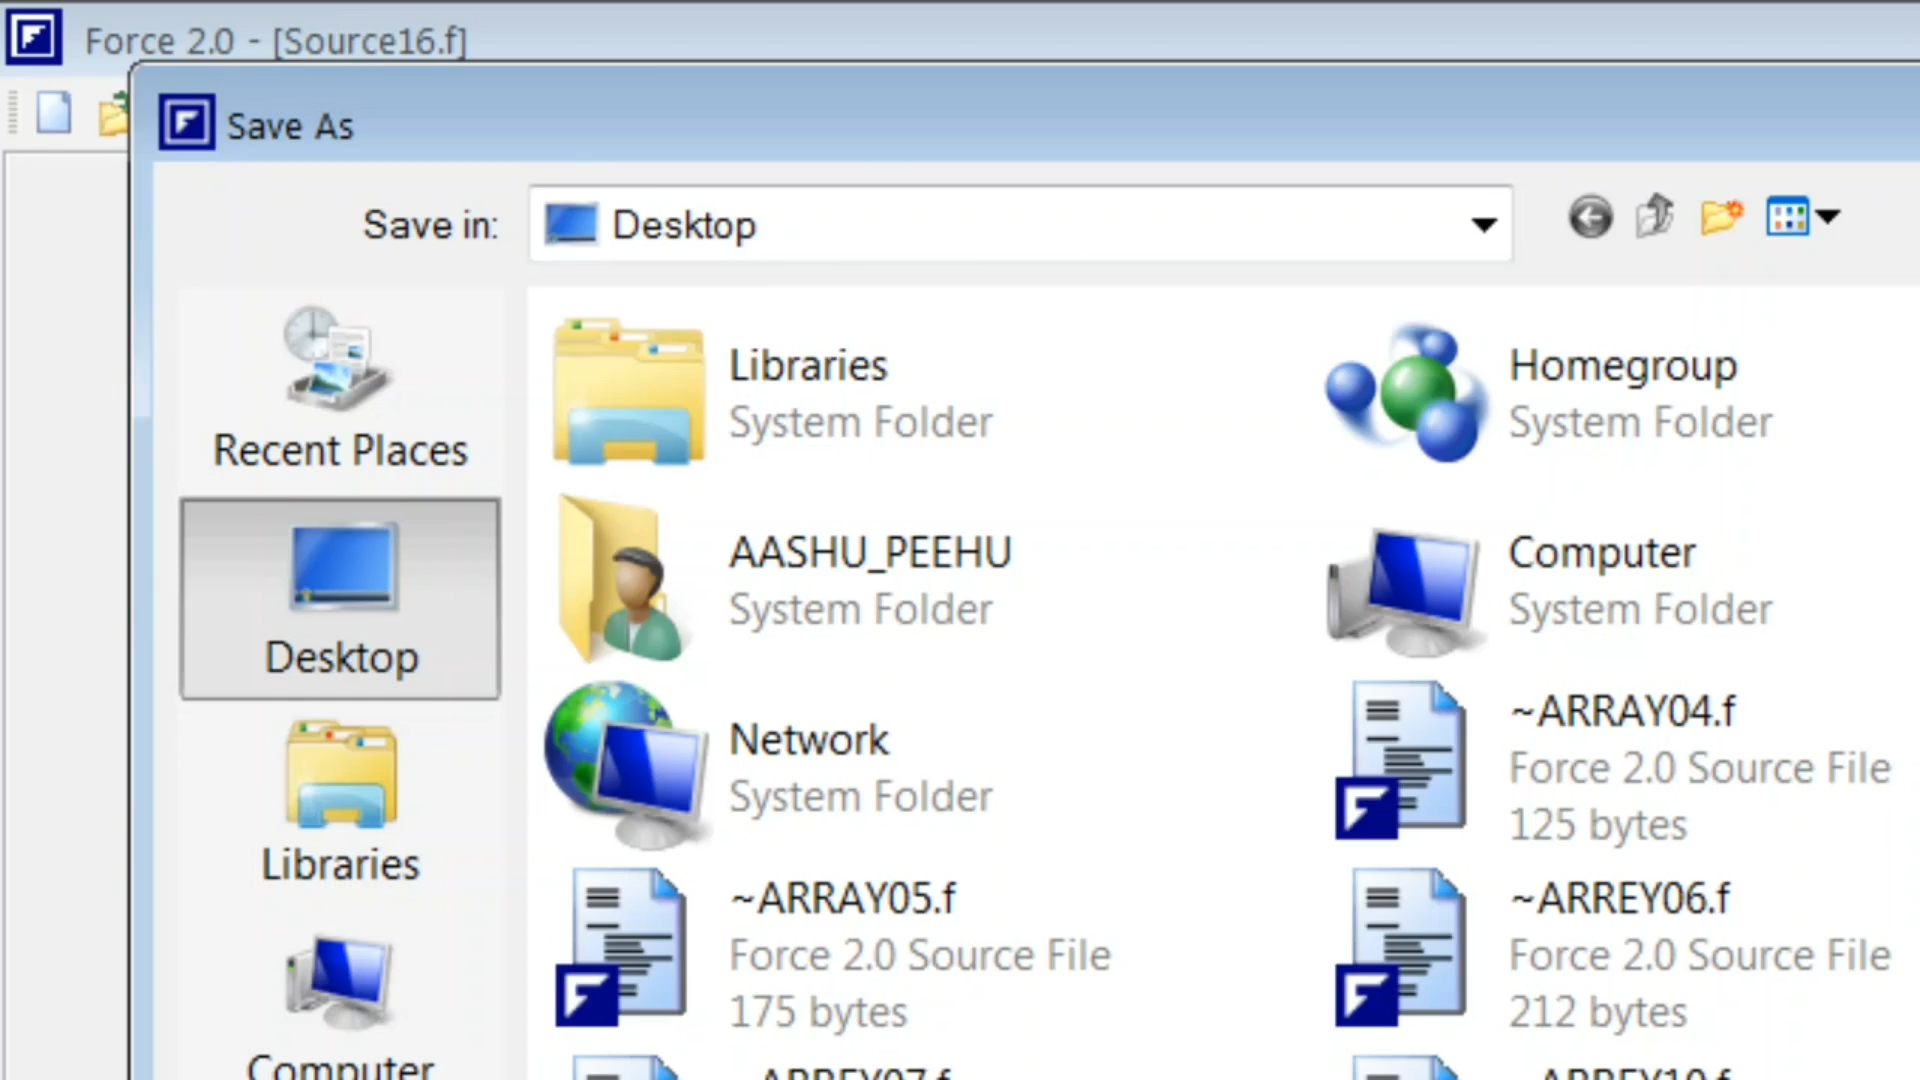 Force 2.0 - [Source16.f]
Save As
Save in:
Desktop
Recent Places
Desktop
Libraries
Computer
Libraries
System Folder
Homegroup
System Folder
AASHU_PEEHU
System Folder
Computer
System Folder
Network
System Folder
~ARRAY04.f
Force 2.0 Source File
125 bytes
~ARRAY05.f
Force 2.0 Source File
175 bytes
~ARREY06.f
Force 2.0 Source File
212 bytes